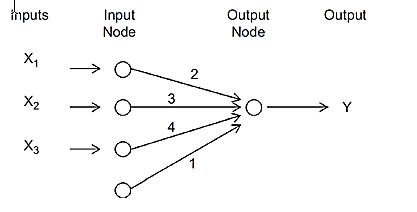 Inputs Input Node Output Node Output
X1
2
X2
3
Y
4
X3
1